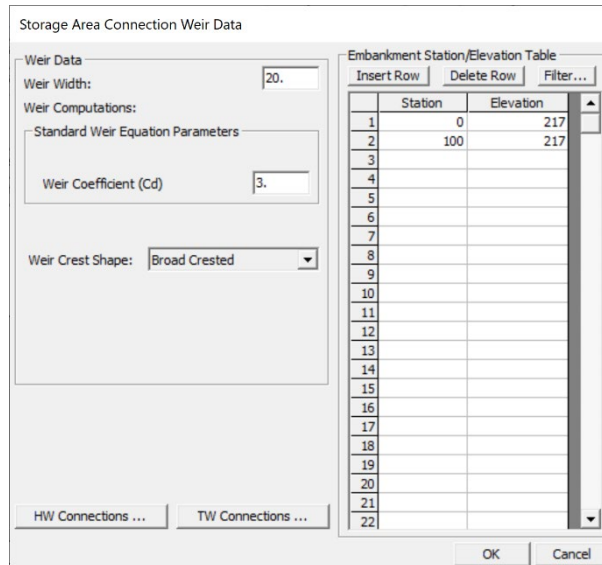 Storage Area Connection Weir Data
Weir Data
Weir Width: 20.
Weir Computations:
Standard Weir Equation Parameters
Weir Coefficient (Cd) 3.
Weir Crest Shape: Broad Crested
HW Connections ... TW Connections ...
Embankment Station/Elevation Table
Insert Row Delete Row Filter...
Station Elevation
1 0 217
2 100 217
3
4
5
6
7
8
9
10
11
12
13
14
15
16
17
18
19
20
21
22
OK Cancel